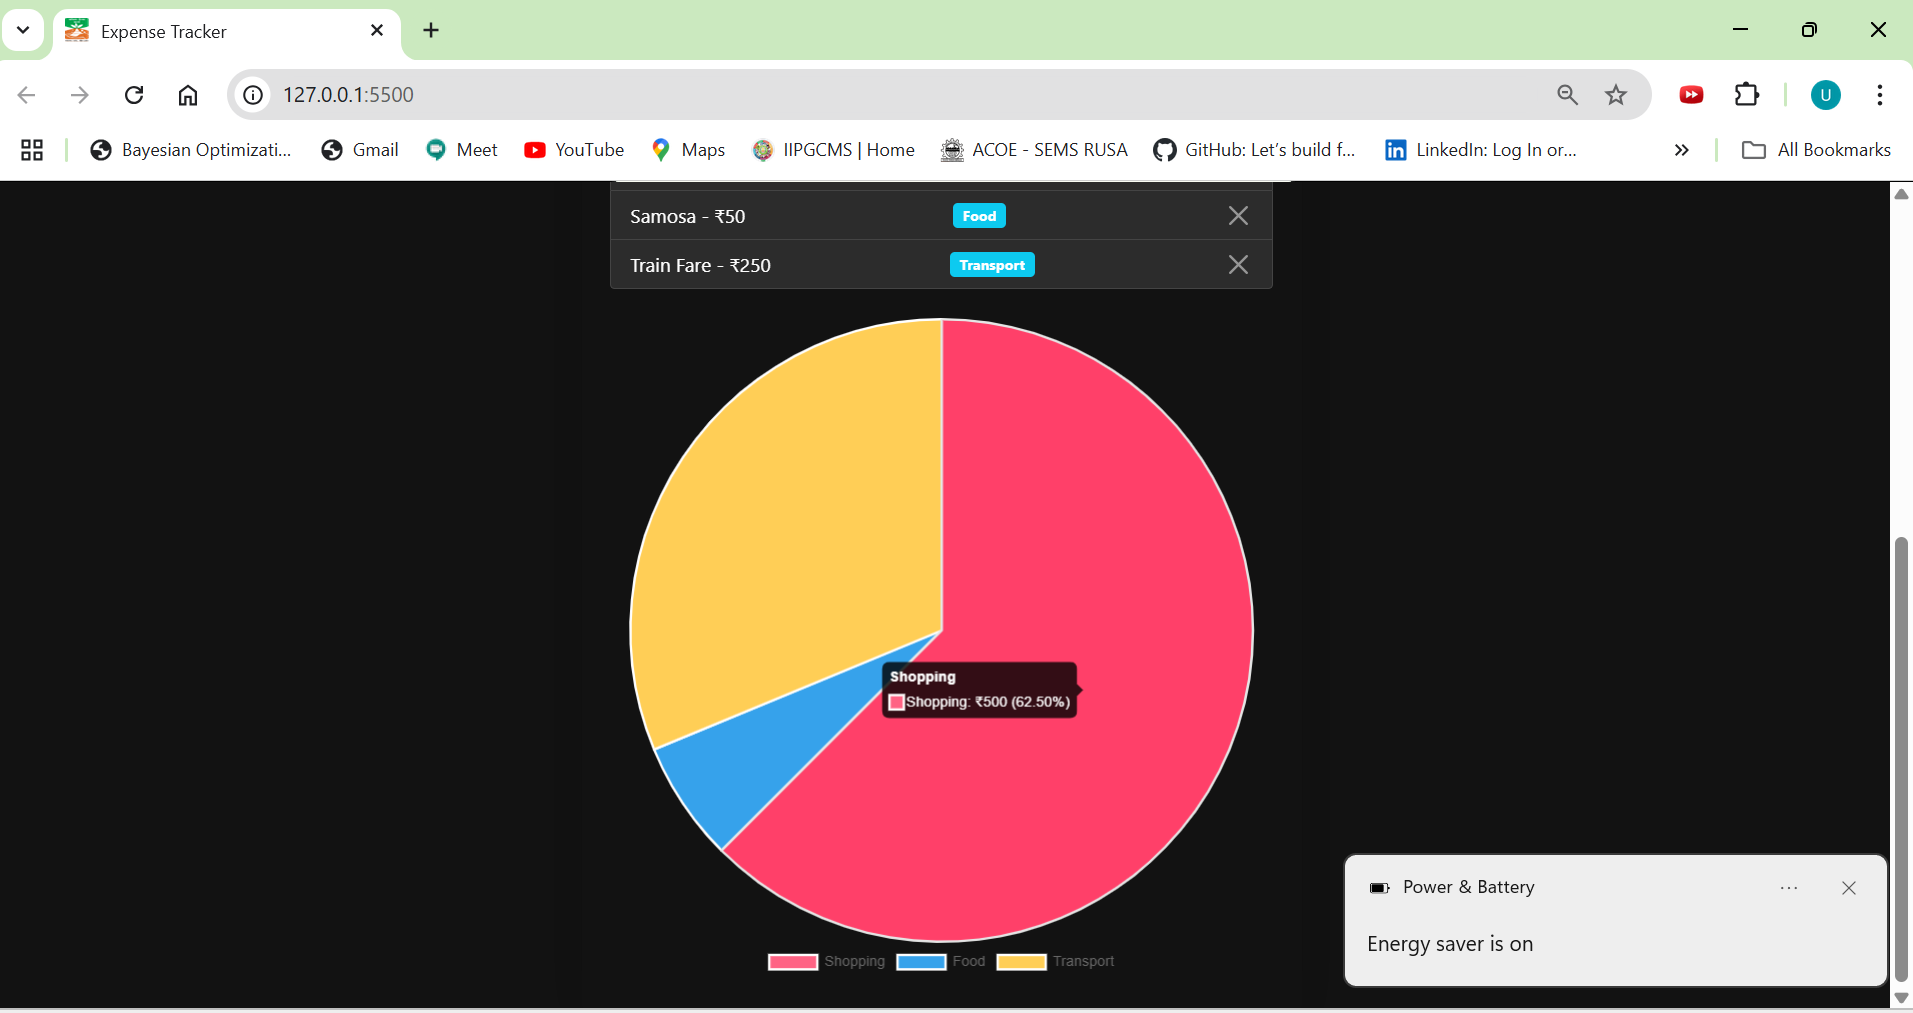 Expense Tracker
127.0.0.1:5500
U
Bayesian Optimizati...
Gmail
Meet
YouTube
Maps
IIPGCMS | Home
ACOE - SEMS RUSA
GitHub: Let's build f...
LinkedIn: Log In or...
All Bookmarks
Samosa - ₹50
Food
Train Fare - ₹250
Transport
Shopping
Shopping: ₹500 (62.50%)
Shopping
Food
Transport
Power & Battery
Energy saver is on